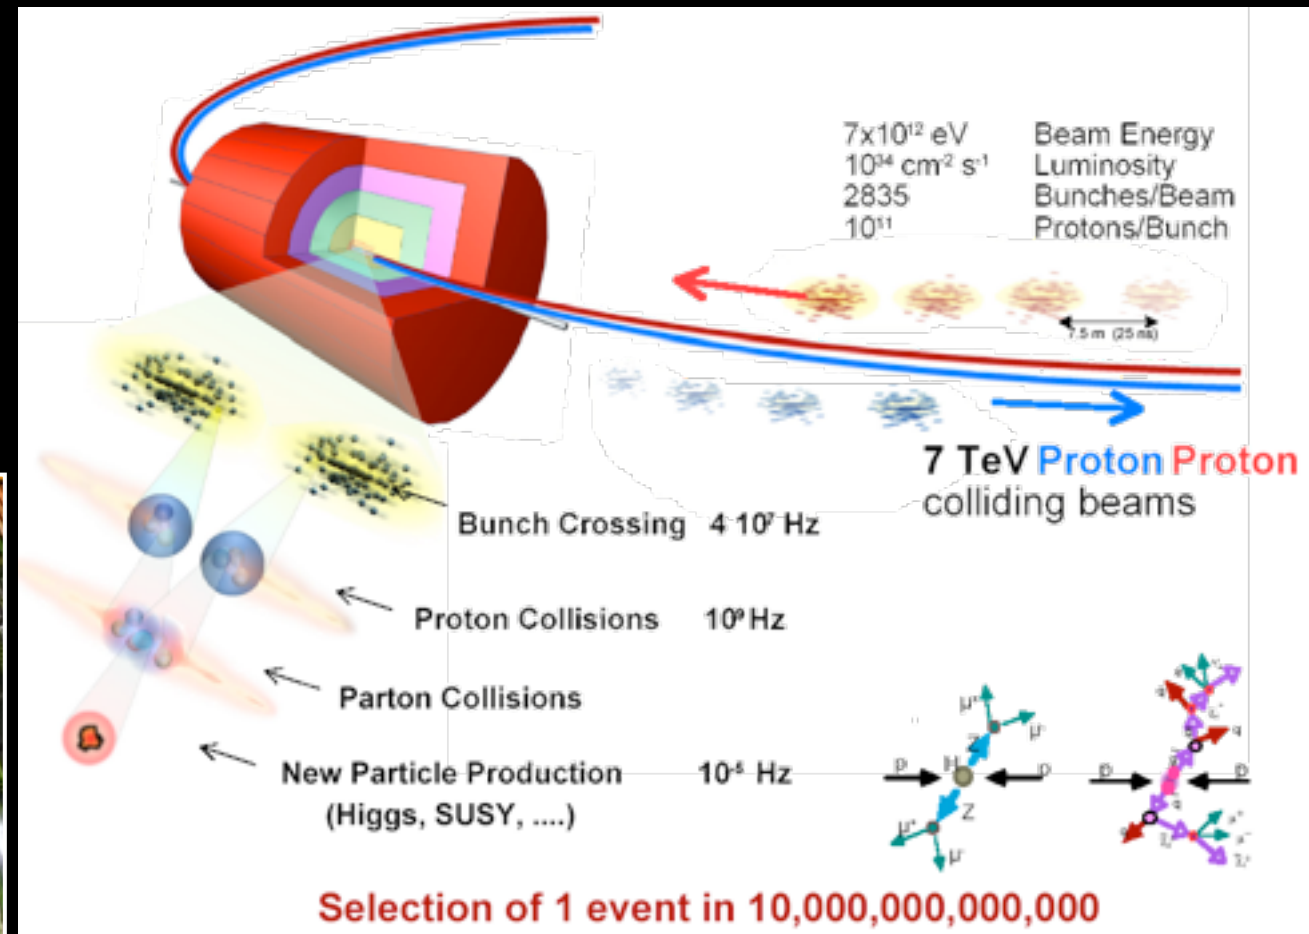 7x10¹² eV Beam Energy
10³⁴ cm⁻² s⁻¹ Luminosity
2835 Bunches/Beam
10¹¹ Protons/Bunch
7.5 m (25 ns)
7 TeV Proton Proton
colliding beams
Bunch Crossing 4 10⁷ Hz
Proton Collisions 10⁹ Hz
Parton Collisions
New Particle Production 10⁻⁵ Hz
(Higgs, SUSY, ....)
μ⁺
μ⁻
Z
p H p
Z
μ⁺
μ⁻
q
p p
q
Selection of 1 event in 10,000,000,000,000